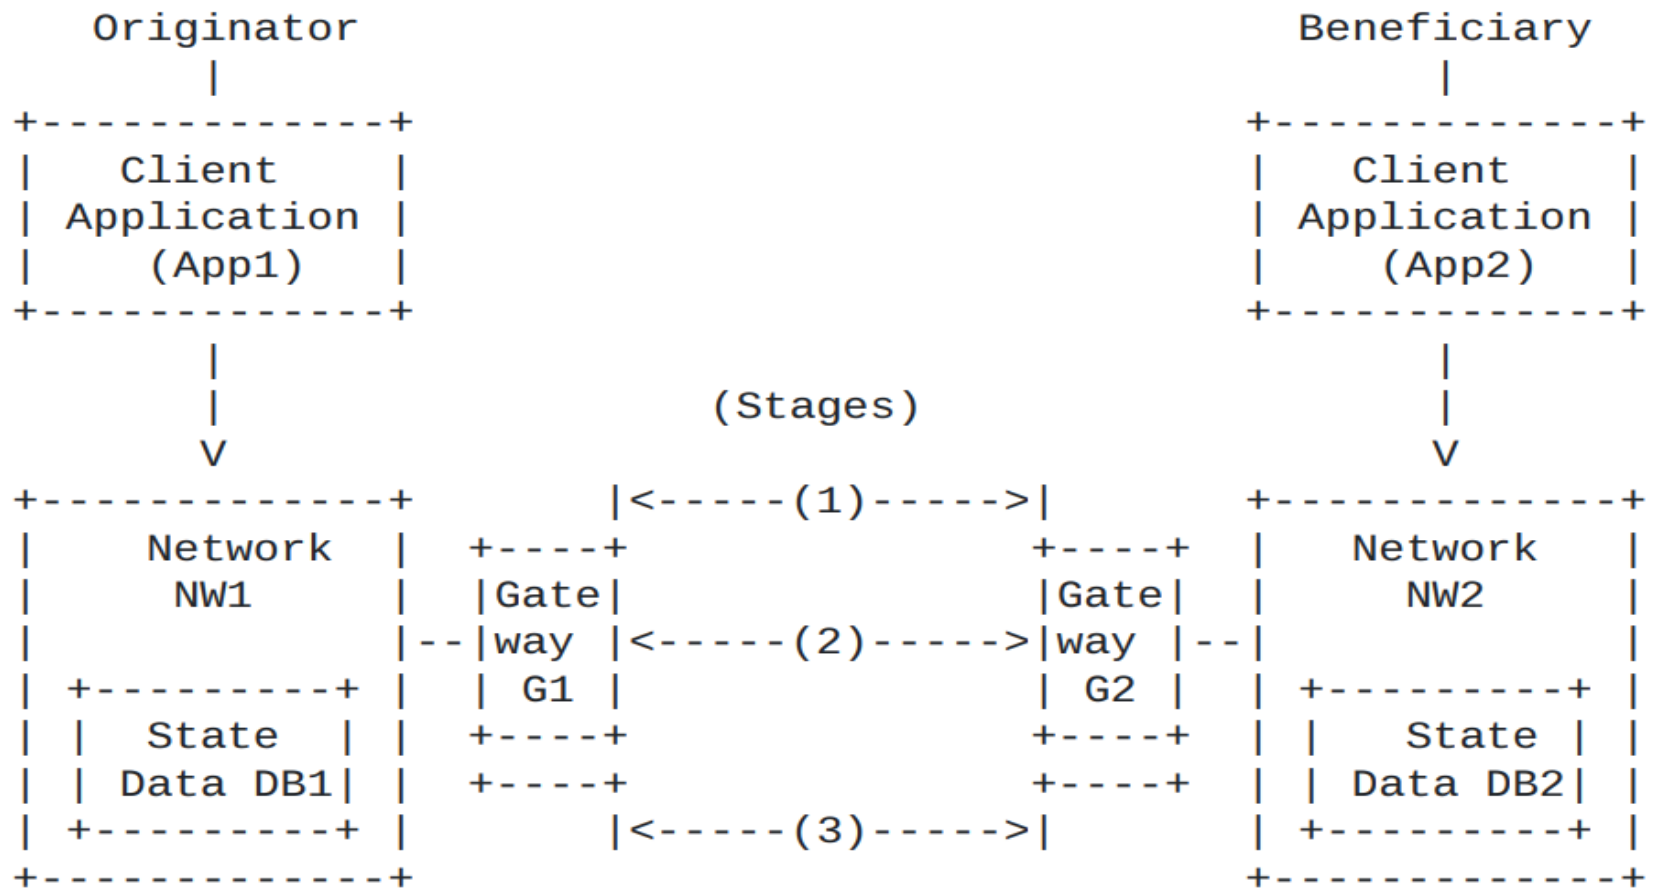 Originator                                   Beneficiary
          |                                             |
  +-------------+                               +-------------+
  |   Client    |                               |   Client    |
  | Application |                               | Application |
  |    (App1)   |                               |    (App2)   |
  +-------------+                               +-------------+
         |                                             |
         |                  (Stages)                   |
         V                                             V
  +-------------+       |<-----(1)----->|       +-------------+
  |    Network  |  +----+               +----+  |   Network   |
  |     NW1     |  |Gate|               |Gate|  |     NW2     |
  |             |--|way |<-----(2)----->|way |--|             |
  | +---------+ |  | G1 |               | G2 |  | +---------+ |
  | |  State  | |  +----+               +----+  | |   State | |
  | | Data DB1| |  +----+               +----+  | | Data DB2| |
  | +---------+ |       |<-----(3)----->|       | +---------+ |
  +-------------+                               +-------------+